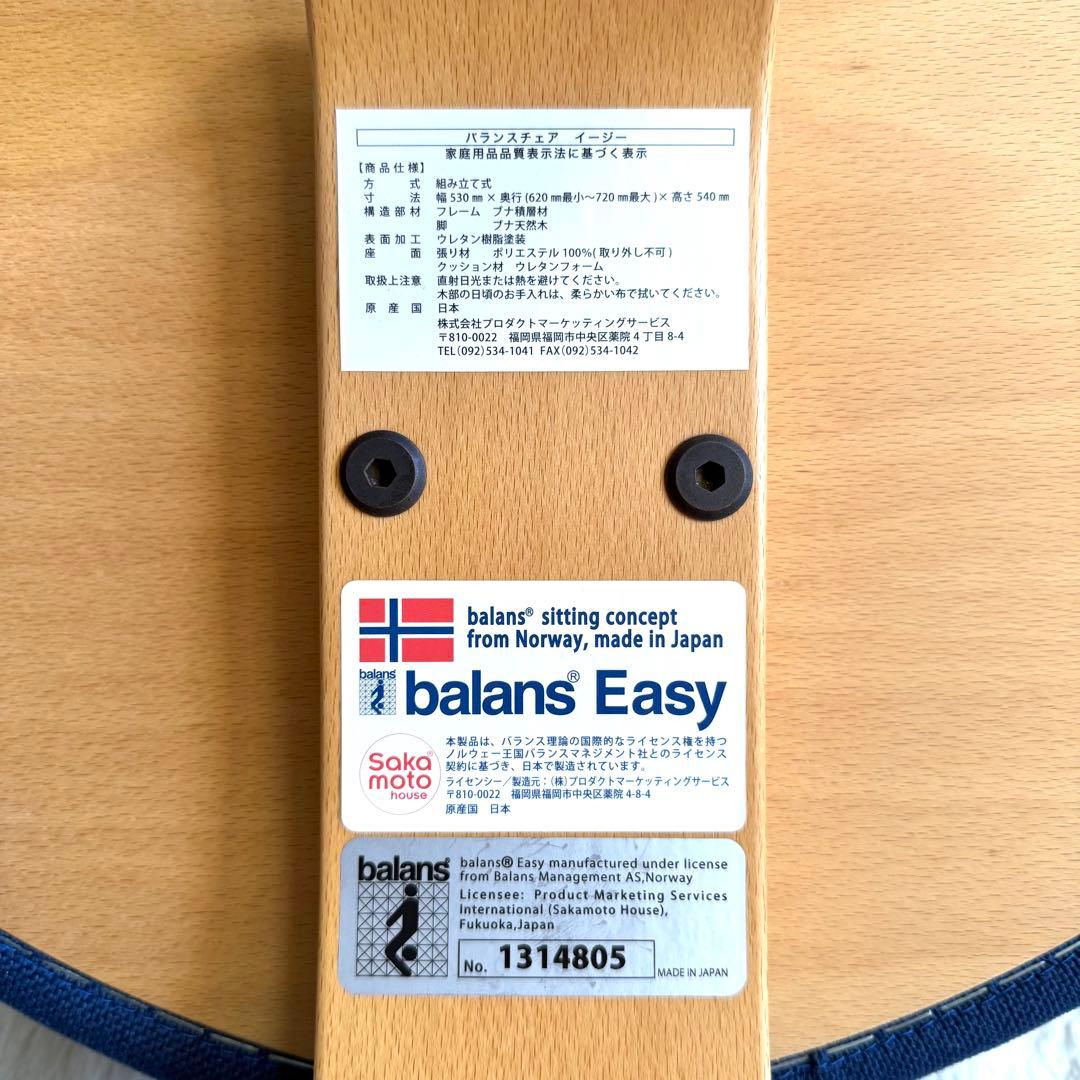 バランスチェア　イージー
家庭用品品質表示法に基づく表示
【商品仕様】
方　式　組み立て式
寸　法　幅 530 ㎜ × 奥行 (620 ㎜最小～720 ㎜最大 )× 高さ 540 ㎜
構造部材　フレーム　ブナ積層材
脚　ブナ天然木
表面加工　ウレタン樹脂塗装
座　面　張り材　ポリエステル 100%( 取り外し不可 )
クッション材　ウレタンフォーム
取扱上注意　直射日光または熱を避けてください。
木部の日頃のお手入れは、柔らかい布で拭いてください。
原産国　日本
株式会社プロダクトマーケッティングサービス
〒810-0022　福岡県福岡市中央区薬院 4 丁目 8-4
TEL(092)534-1041 FAX(092)534-1042
balans® sitting concept
from Norway, made in Japan
balans®
balans® Easy
Saka®
moto
house
本製品は、バランス理論の国際的なライセンス権を持つ
ノルウェー王国バランスマネジメント社とのライセンス
契約に基づき、日本で製造されています。
ライセンシー／製造元：(株)プロダクトマーケッティングサービス
〒810-0022　福岡県福岡市中央区薬院 4-8-4
原産国　日本
balans®
balans® Easy manufactured under license
from Balans Management AS,Norway
Licensee: Product Marketing Services
International (Sakamoto House),
Fukuoka,Japan
No. 1314805
MADE IN JAPAN